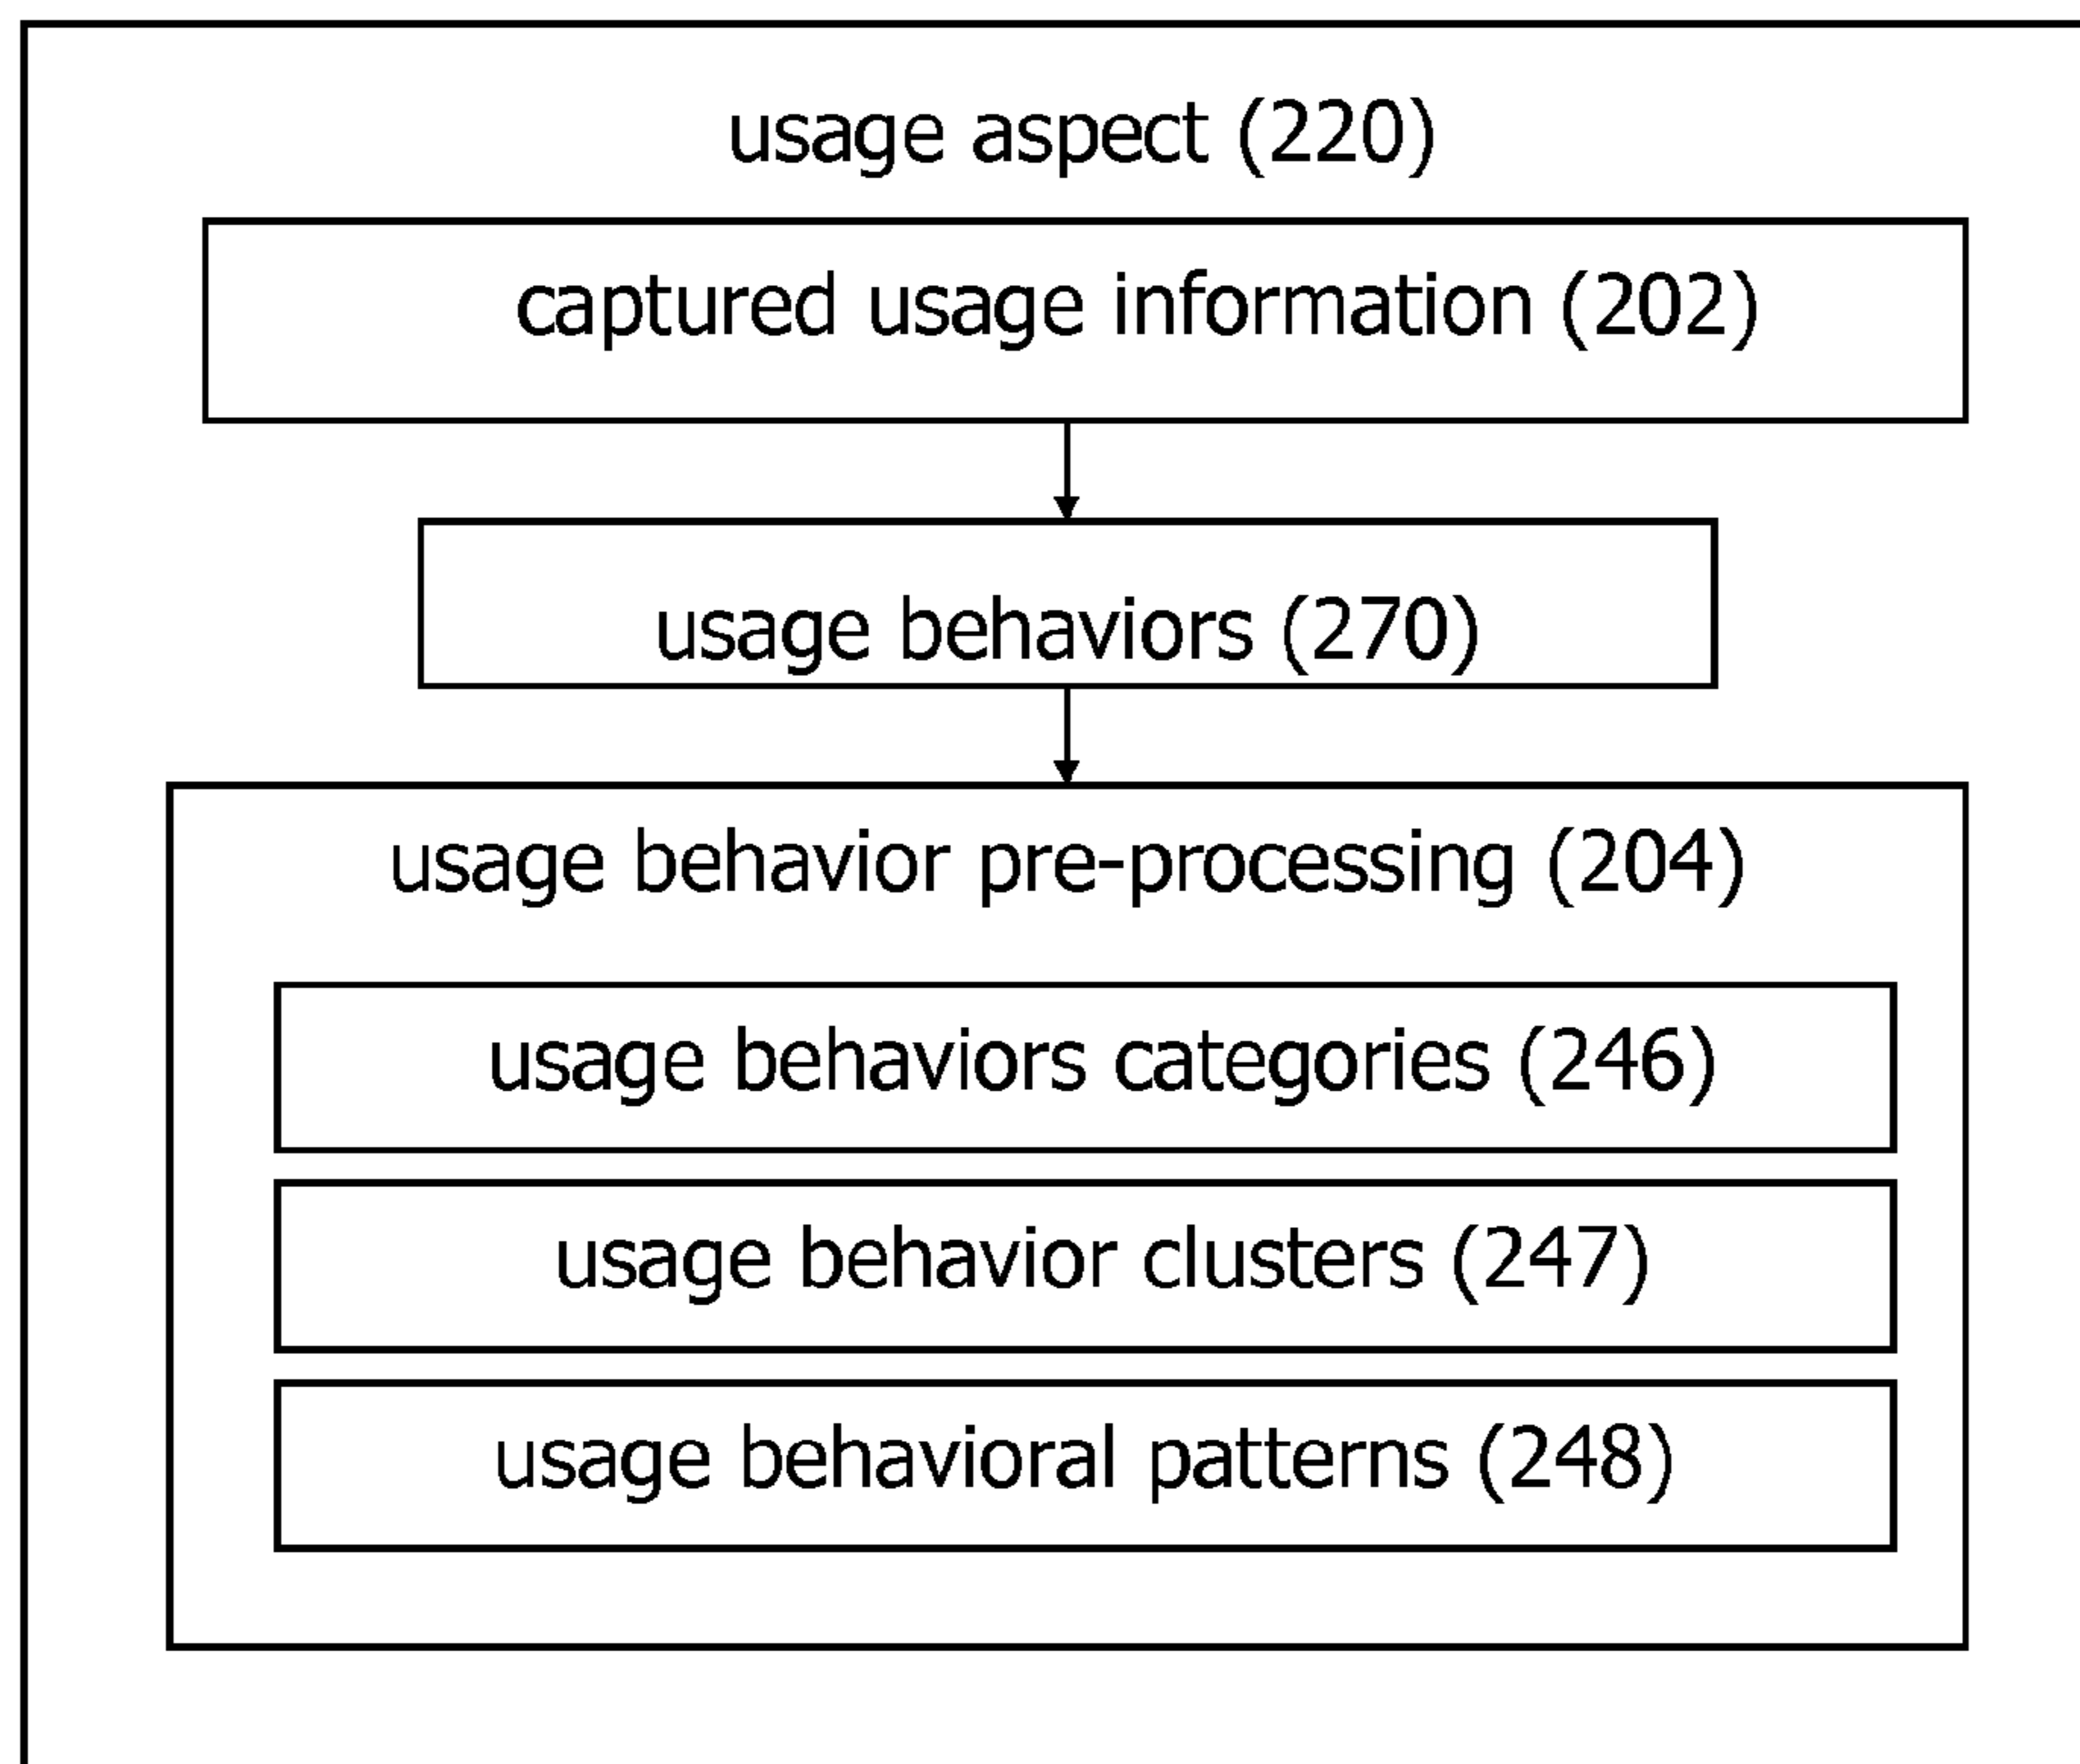 usage aspect (220)
captured usage information (202)
usage behaviors (270)
usage behavior pre-processing (204)
usage behaviors categories (246)
usage behavior clusters (247)
usage behavioral patterns (248)